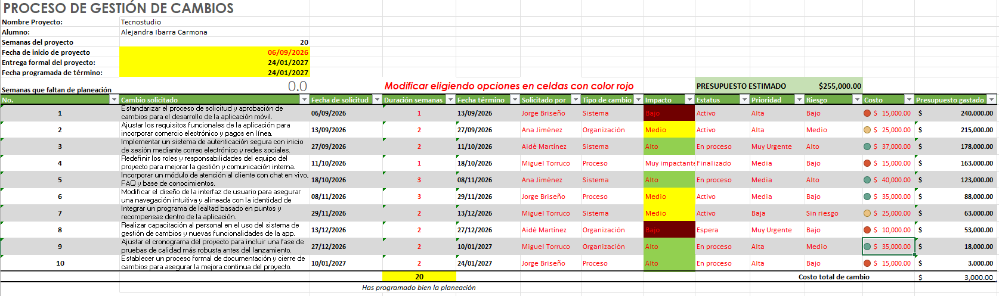 PROCESO DE GESTIÓN DE CAMBIOS
Nombre Proyecto: Tecnostudio
Alumno: Alejandra Ibarra Carmona
Semanas del proyecto 20
Fecha de inicio de proyecto 06/09/2026
Entrega formal del proyecto: 24/01/2027
Fecha programada de término: 24/01/2027
Semanas que faltan de planeación 0.0 Modificar eligiendo opciones en celdas con color rojo PRESUPUESTO ESTIMADO $255,000.00
No. Cambio solicitado Fecha de solicitud Duración semanas Fecha término Solicitado por Tipo de cambio Impacto Estatus Prioridad Riesgo Costo Presupuesto gastado
1 Estandarizar el proceso de solicitud y aprobación de
cambios para el desarrollo de la aplicación móvil. 06/09/2026 1 13/09/2026 Jorge Briseño Sistema Bajo Activo Alta Bajo $ 15,000.00 $ 240,000.00
2 Ajustar los requisitos funcionales de la aplicación para
incorporar comercio electrónico y pagos en línea. 13/09/2026 2 27/09/2026 Ana Jiménez Organización Medio Activo Alta Medio $ 25,000.00 $ 215,000.00
3 Implementar un sistema de autenticación segura con inicio
de sesión mediante correo electrónico y redes sociales. 27/09/2026 2 11/10/2026 Aidé Martínez Sistema Alto En proceso Muy Urgente Alto $ 37,000.00 $ 178,000.00
4 Redefinir los roles y responsabilidades del equipo del
proyecto para mejorar la gestión y comunicación interna. 11/10/2026 1 18/10/2026 Miguel Torruco Proceso Muy impactante Finalizado Media Bajo $ 15,000.00 $ 163,000.00
5 Incorporar un módulo de atención al cliente con chat en vivo,
FAQ y base de conocimientos. 18/10/2026 3 08/11/2026 Ana Jiménez Sistema Alto En proceso Media Alto $ 40,000.00 $ 123,000.00
6 Modificar el diseño de la interfaz de usuario para asegurar
una navegación intuitiva y alineada con la identidad de 08/11/2026 3 29/11/2026 Jorge Briseño Proceso Medio Activo Media Bajo $ 35,000.00 $ 88,000.00
7 Integrar un programa de lealtad basado en puntos y
recompensas dentro de la aplicación. 29/11/2026 2 13/12/2026 Miguel Torruco Sistema Medio Activo Baja Sin riesgo $ 25,000.00 $ 63,000.00
8 Realizar capacitación al personal en el uso del sistema de
gestión de cambios y nuevas funcionalidades de la app. 13/12/2026 2 27/12/2026 Aidé Martínez Organización Bajo Espera Muy Urgente Bajo $ 10,000.00 $ 53,000.00
9 Ajustar el cronograma del proyecto para incluir una fase de
pruebas de calidad más robusta antes del lanzamiento. 27/12/2026 2 10/01/2027 Miguel Torruco Organización Alto En proceso Alta Medio $ 35,000.00 $ 18,000.00
10 Establecer un proceso formal de documentación y cierre de
cambios para asegurar la mejora continua del proyecto. 10/01/2027 2 24/01/2027 Jorge Briseño Proceso Alto En proceso Alta Bajo $ 15,000.00 $ 3,000.00
20 Costo total de cambio $ 3,000.00
Has programado bien la planeación